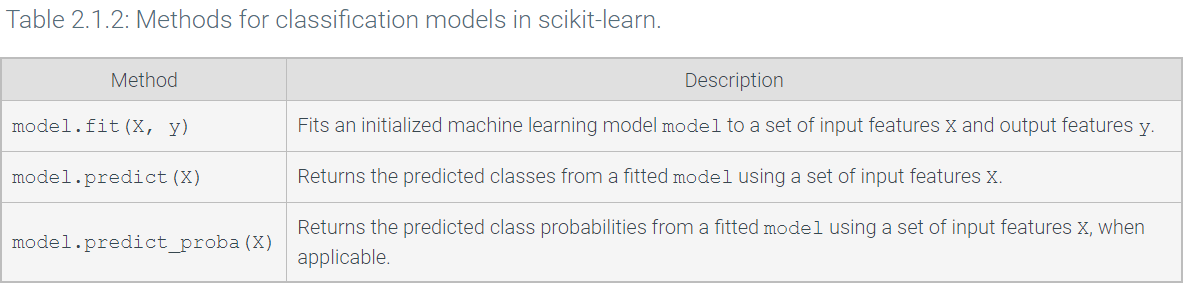 Table 2.1.2: Methods for classification models in scikit-learn.
Method Description
model.fit(X, y) Fits an initialized machine learning model model to a set of input features X and output features y.
model.predict(X) Returns the predicted classes from a fitted model using a set of input features X.
model.predict_proba(X) Returns the predicted class probabilities from a fitted model using a set of input features X, when
applicable.